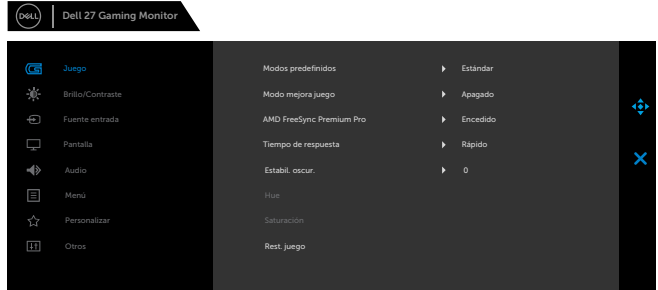 DELL Dell 27 Gaming Monitor
Juego Modos predefinidos Estándar
Brillo/Contraste Modo mejora juego Apagado
Fuente entrada AMD FreeSync Premium Pro Encedido
Pantalla Tiempo de respuesta Rápido
Audio Estabil. oscur. 0
Menú Hue
Personalizar Saturación
Otros Rest. juego